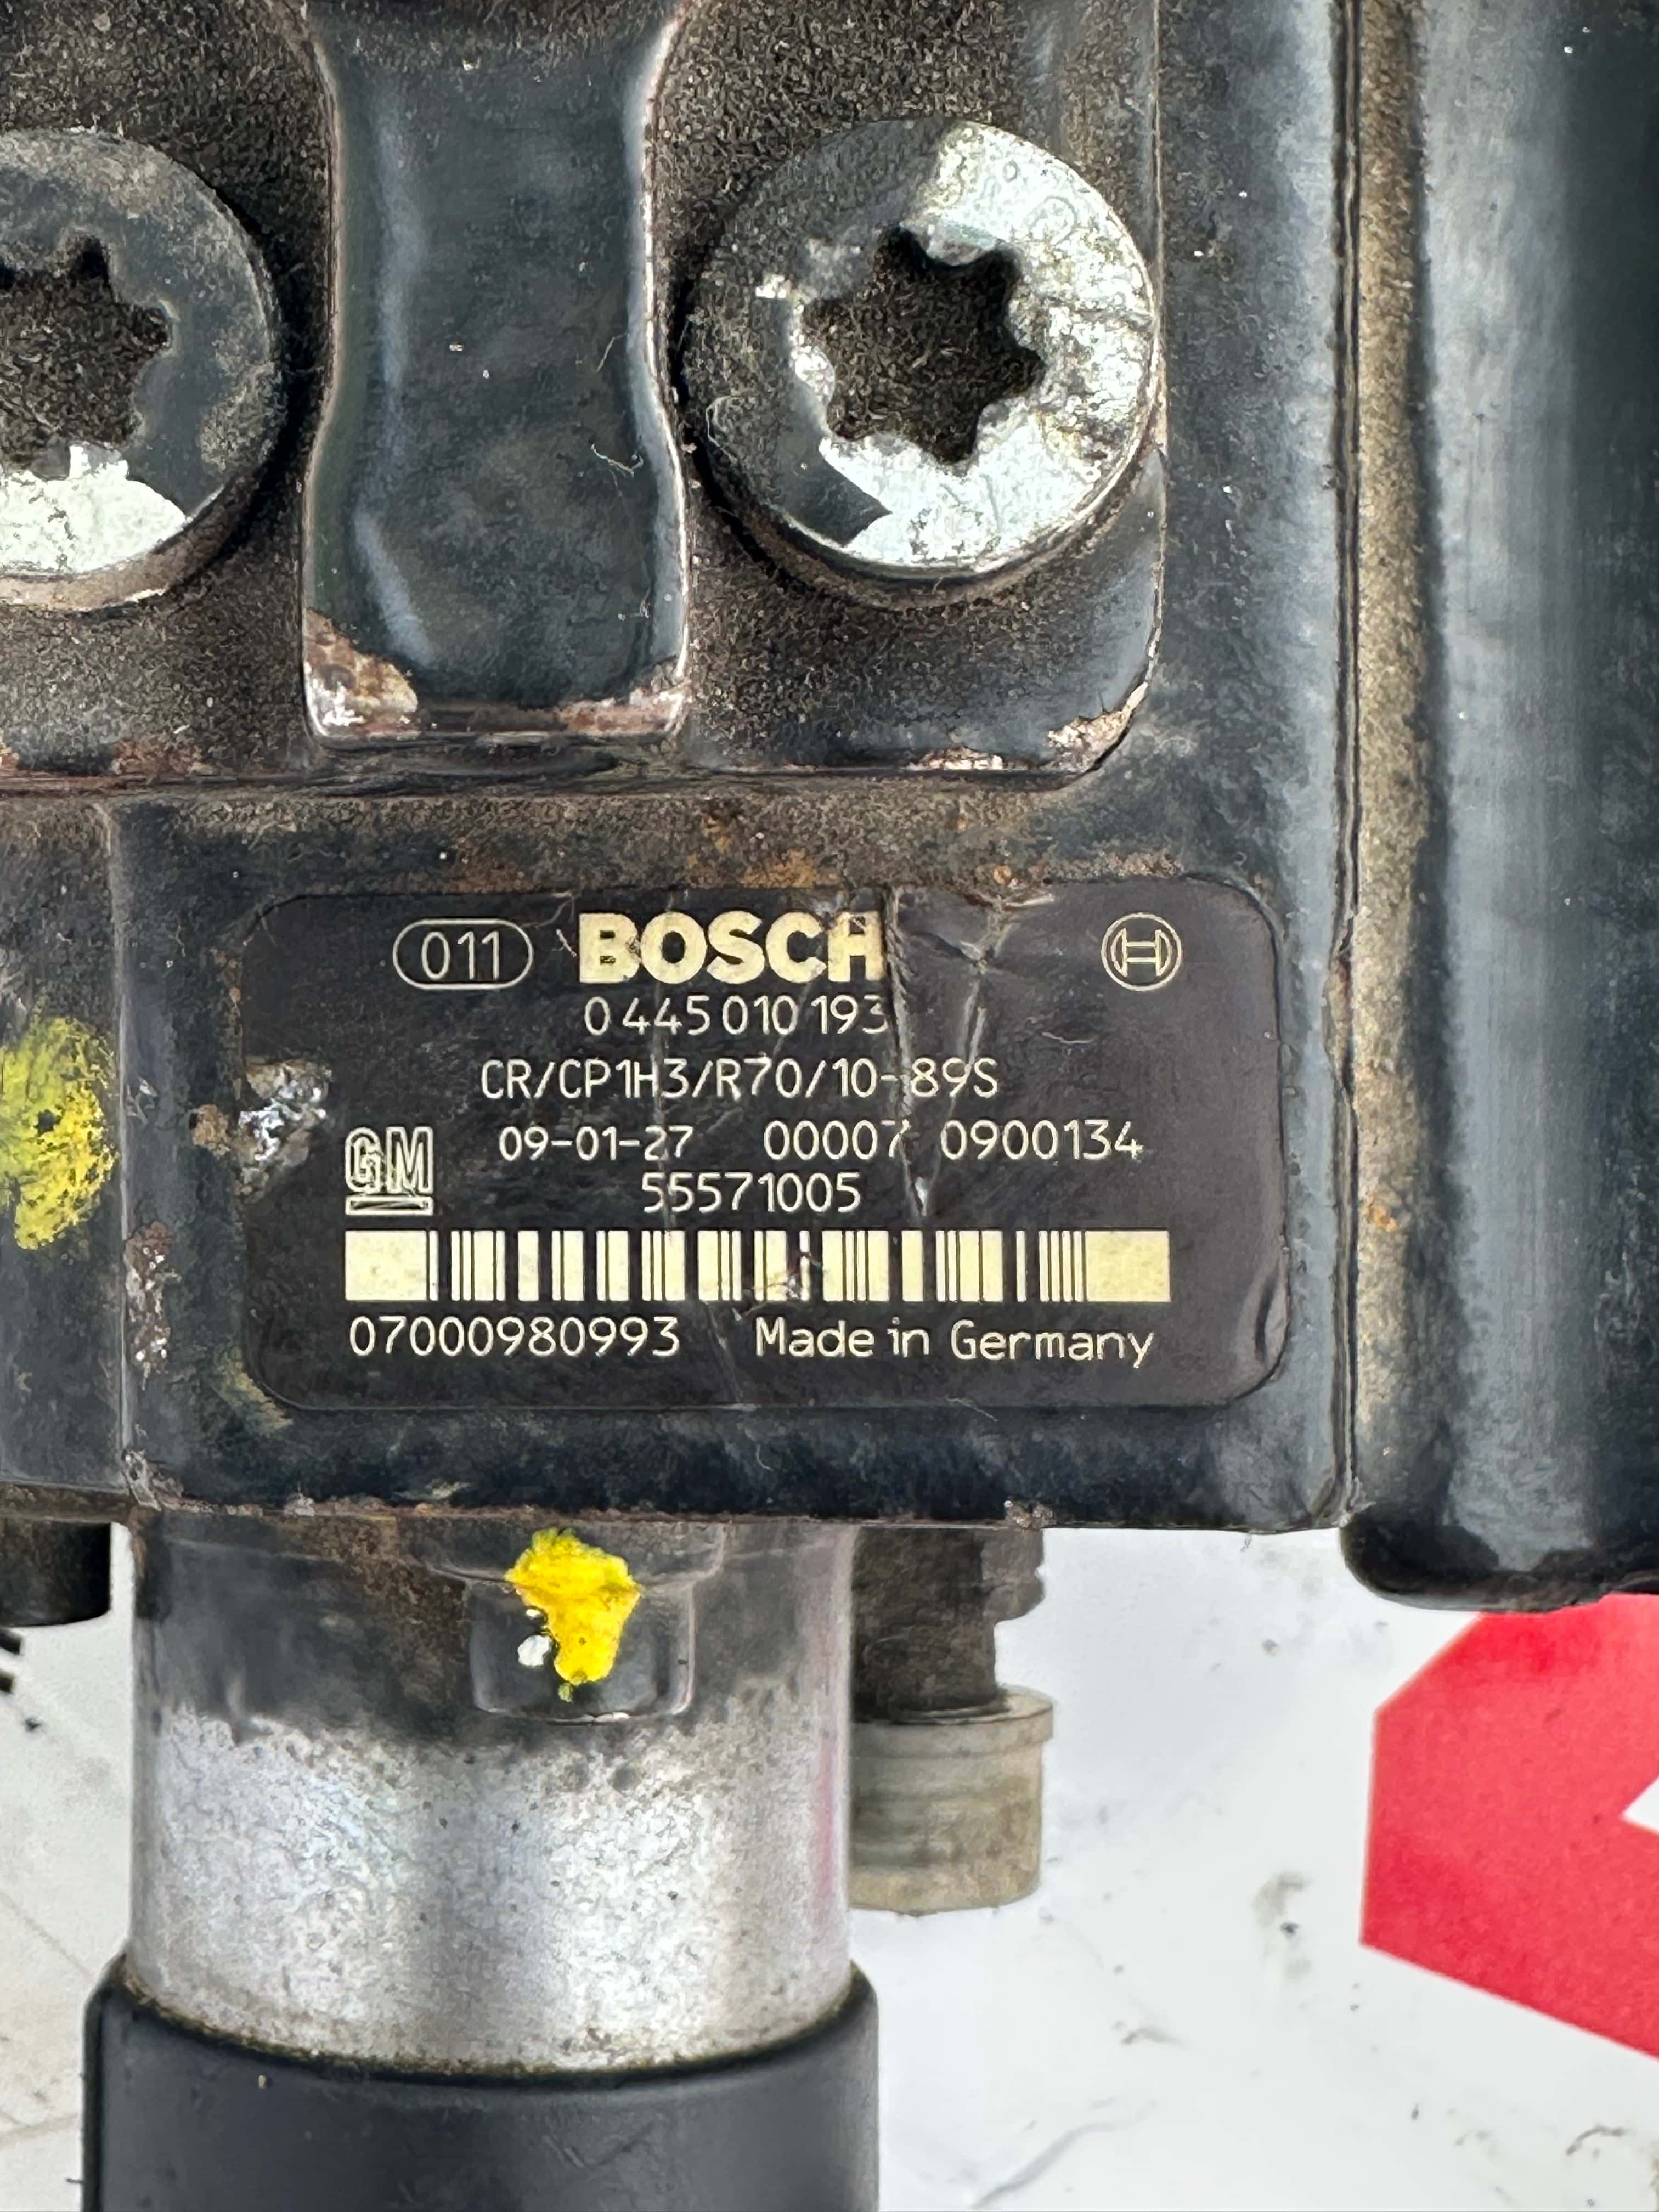 011 BOSCH
0 445 010 193
CR/CP1H3/R70/10-89S
GM 09-01-27 00007 0900134
55571005
07000980993 Made in Germany